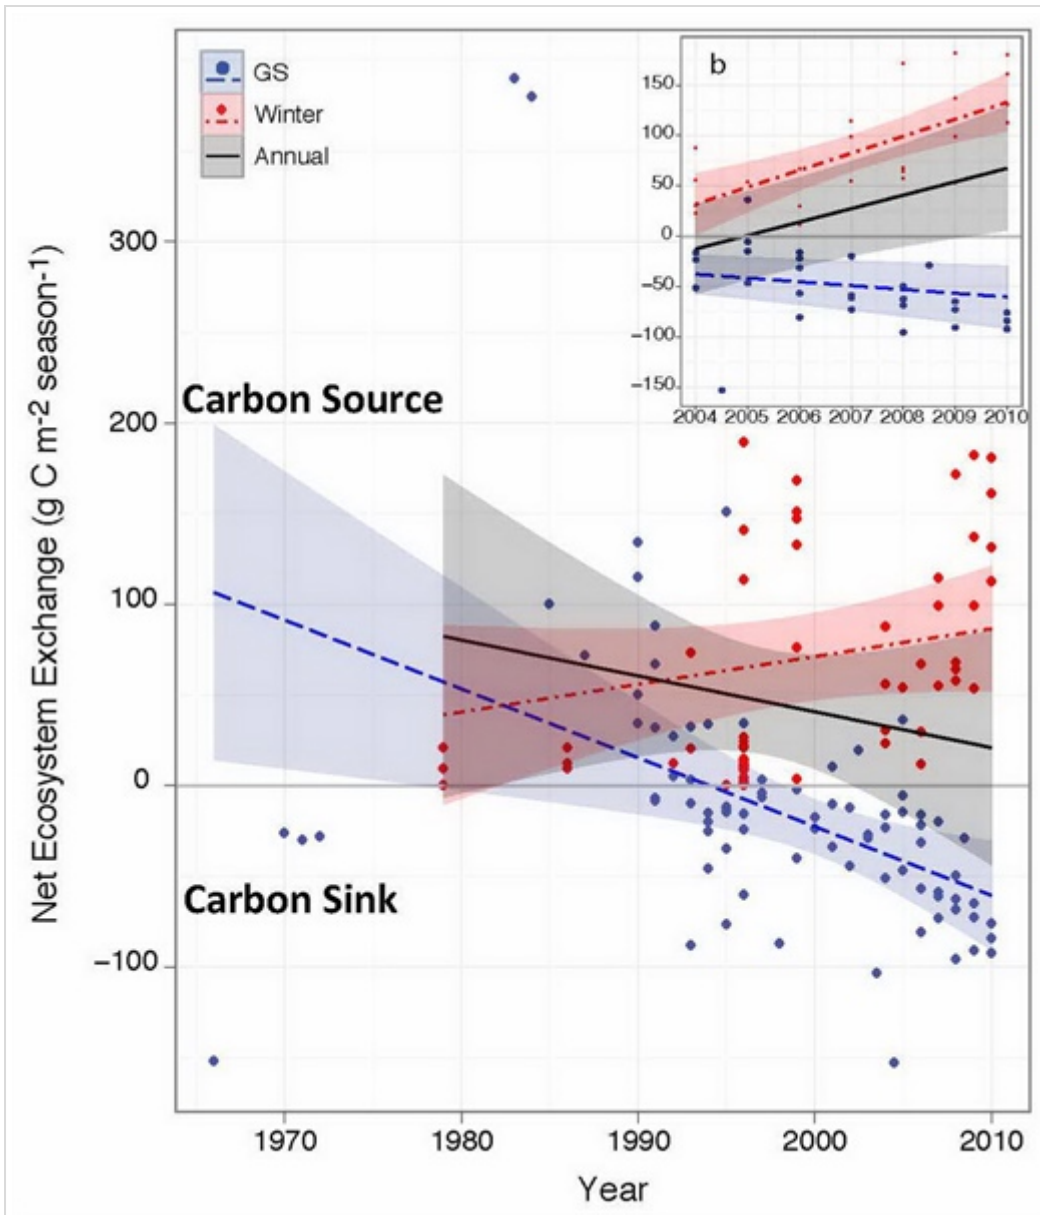 GS
Winter
Annual
b
150
100
50
0
−50
−100
−150
2004 2005 2006 2007 2008 2009 2010
300
200
100
0
−100
Carbon Source
Carbon Sink
Net Ecosystem Exchange (g C m-2 season-1)
1970 1980 1990 2000 2010
Year